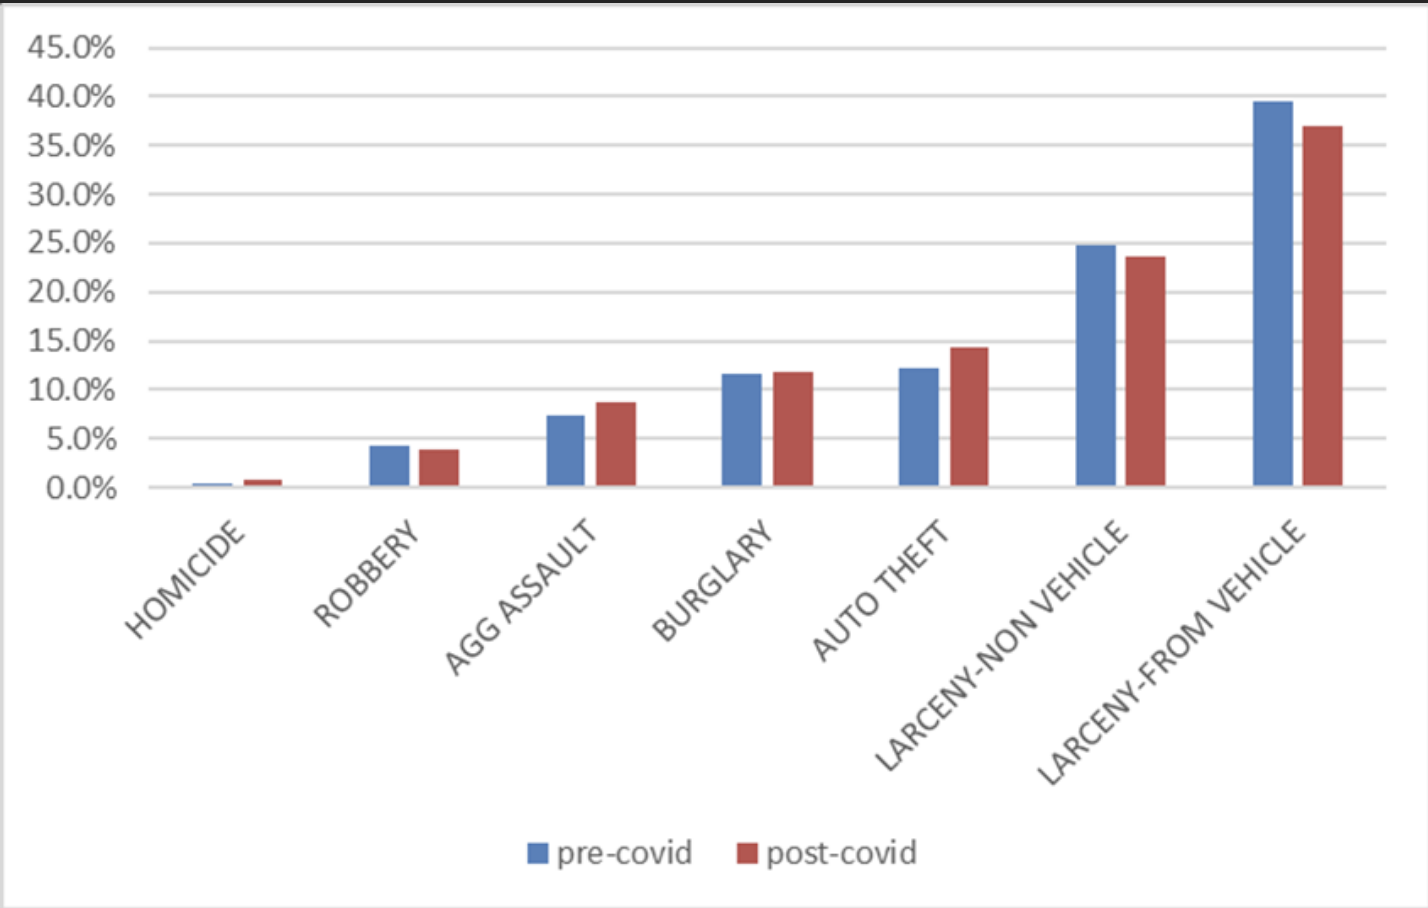 45.0%
40.0%
35.0%
30.0%
25.0%
20.0%
15.0%
10.0%
5.0%
0.0%
HOMICIDE
ROBBERY
AGG ASSAULT
BURGLARY
AUTO THEFT
LARCENY-NON VEHICLE
LARCENY-FROM VEHICLE
pre-covid post-covid